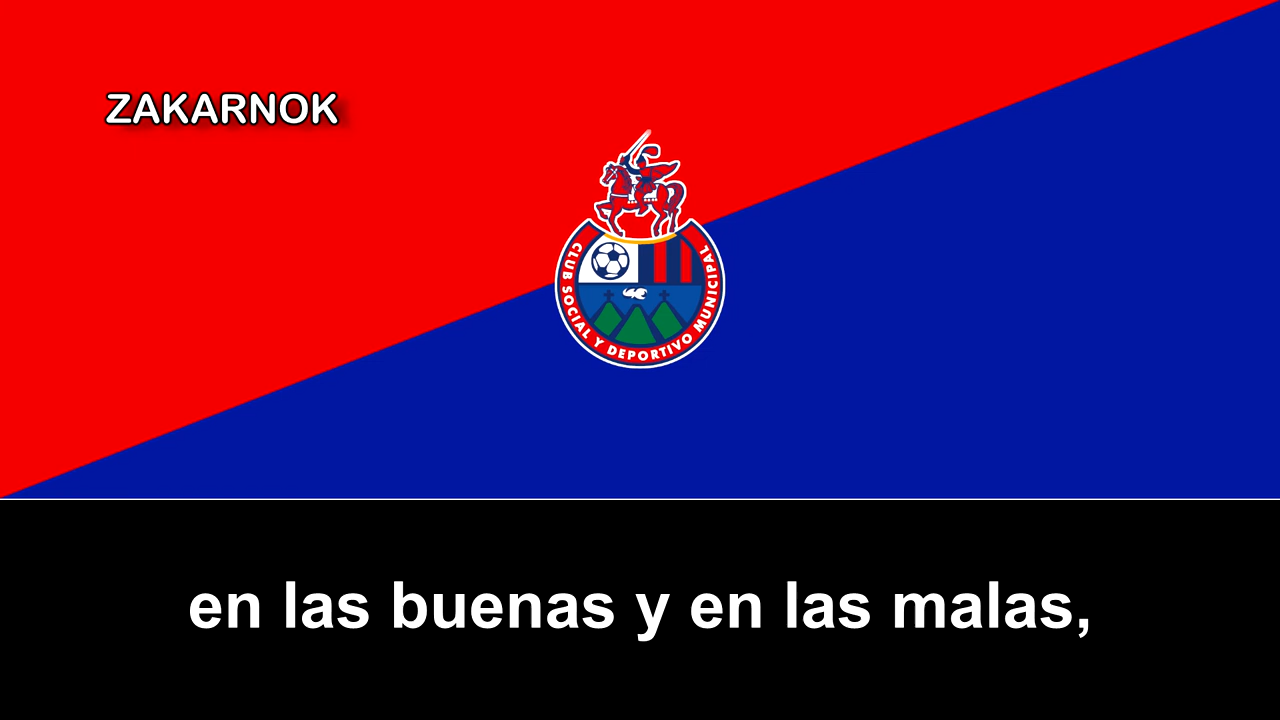 ZAKARNOK
CLUB SOCIAL Y DEPORTIVO MUNICIPAL
en las buenas y en las malas,